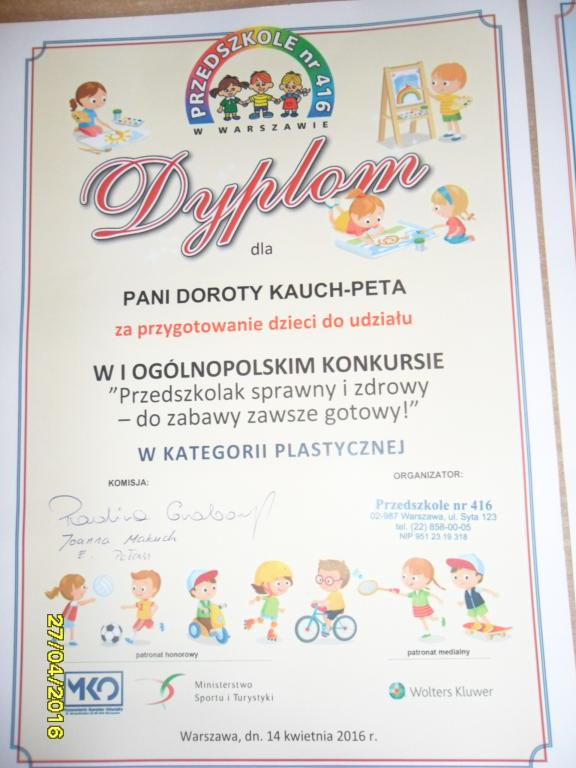 PRZEDSZKOLE nr 416
W WARSZAWIE
Dyplom
dla
PANI DOROTY KAUCH-PETA
za przygotowanie dzieci do udziału
W I OGÓLNOPOLSKIM KONKURSIE
”Przedszkolak sprawny i zdrowy
– do zabawy zawsze gotowy!”
W KATEGORII PLASTYCZNEJ
KOMISJA:
Joanna Makuch
E.
ORGANIZATOR:
Przedszkole nr 416
02-987 Warszawa, ul. Syta 123
tel. (22) 858-00-05
NIP 951 23 19 318
patronat honorowy
patronat medialny
MKO
Ministerstwo
Sportu i Turystyki
Wolters Kluwer
Warszawa, dn. 14 kwietnia 2016 r.
27/04/2016